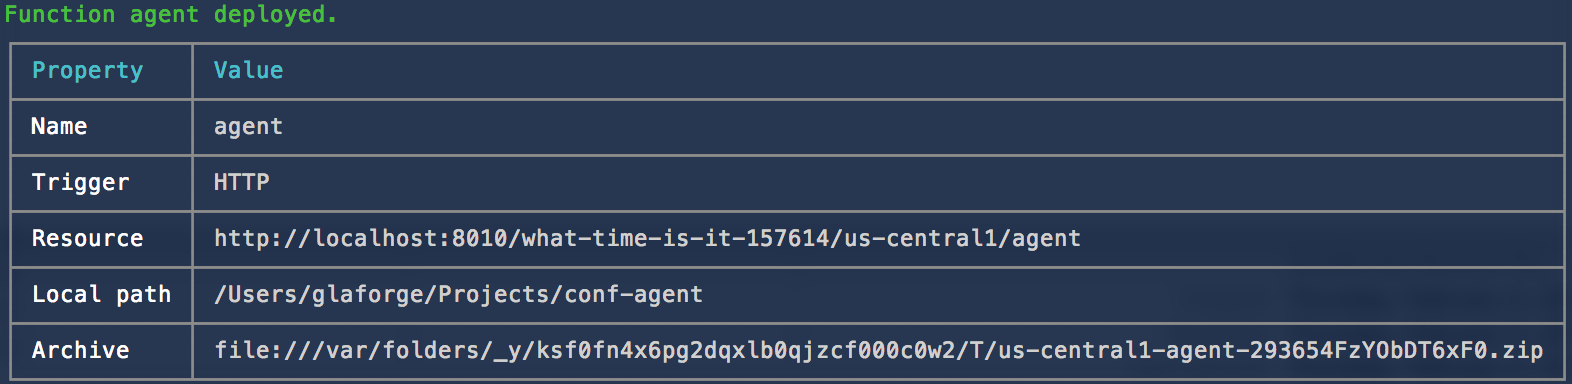 Function agent deployed.
Property Value
Name agent
Trigger HTTP
Resource http://localhost:8010/what-time-is-it-157614/us-central1/agent
Local path /Users/glaforge/Projects/conf-agent
Archive file:///var/folders/_y/ksf0fn4x6pg2dqxlb0qjzcf000c0w2/T/us-central1-agent-293654FzYObDT6xF0.zip